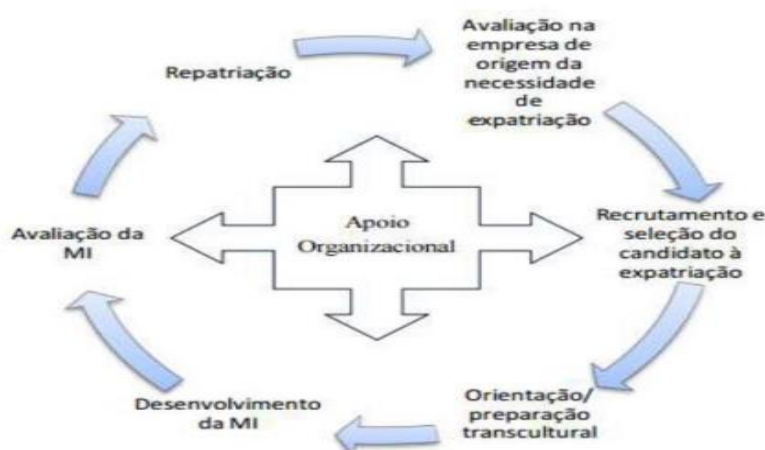 Avaliação na
empresa de
origem da
necessidade
de
expatriação
Recrutamento e
seleção do
candidato à
expatriação
Orientação/
preparação
transcultural
Desenvolvimento
da MI
Avaliação da
MI
Repatriação
Apoio
Organizacional